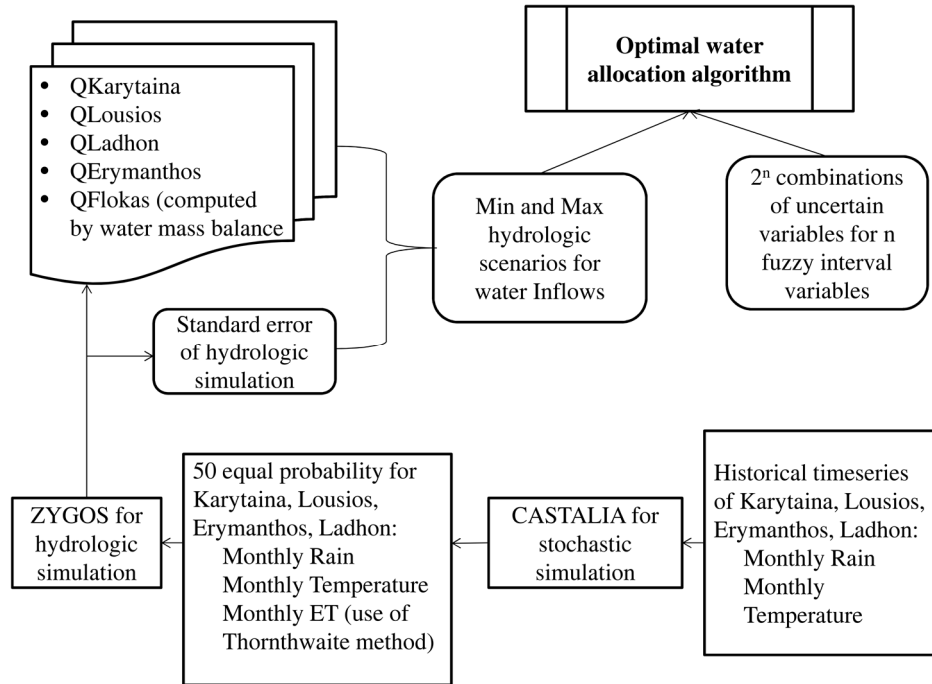 • QKarytaina
• QLousios
• QLadhon
• QErymanthos
• QFlokas (computed
by water mass balance
Optimal water
allocation algorithm
Min and Max
hydrologic
scenarios for
water Inflows
2ⁿ combinations
of uncertain
variables for n
fuzzy interval
variables
Standard error
of hydrologic
simulation
ZYGOS for
hydrologic
simulation
50 equal probability for
Karytaina, Lousios,
Erymanthos, Ladhon:
Monthly Rain
Monthly Temperature
Monthly ET (use of
Thornthwaite method)
CASTALIA for
stochastic
simulation
Historical timeseries
of Karytaina, Lousios,
Erymanthos, Ladhon:
Monthly Rain
Monthly
Temperature